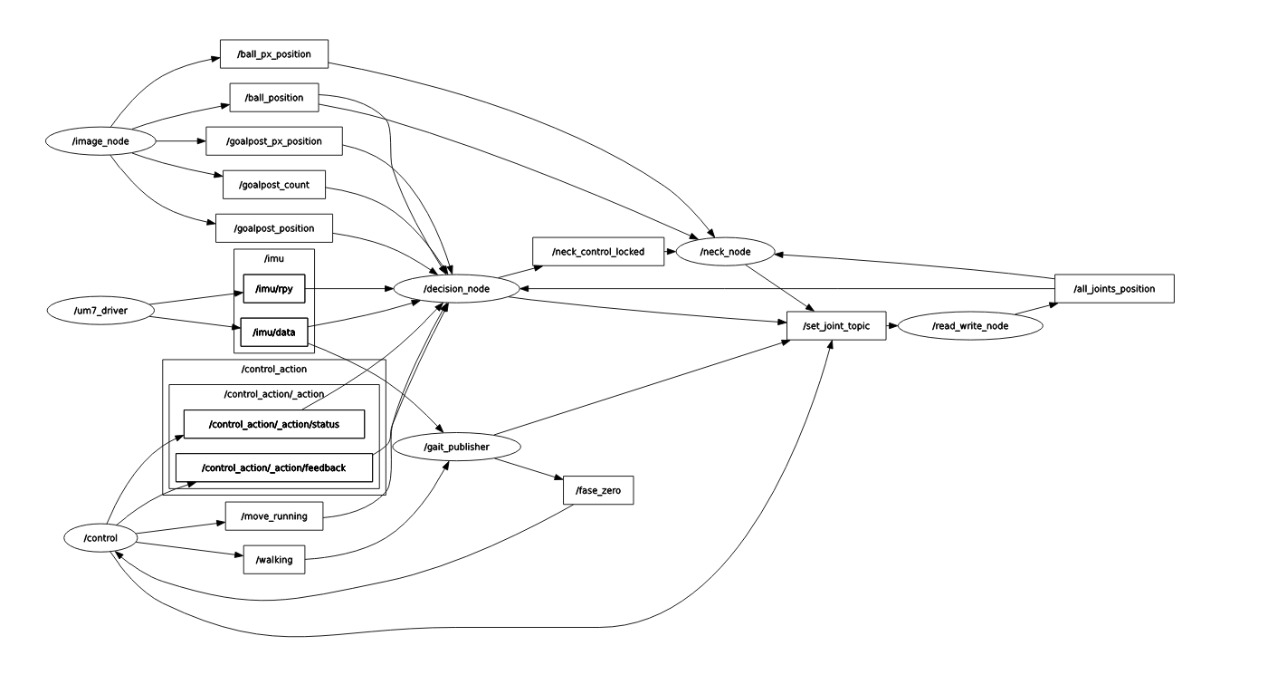 /ball_px_position
/ball_position
/image_node
/goalpost_px_position
/goalpost_count
/goalpost_position
/neck_control_locked
/neck_node
/imu
/imu/rpy
/decision_node
/all_joints_position
/um7_driver
/imu/data
/set_joint_topic
/read_write_node
/control_action
/control_action/_action
/control_action/_action/status
/gait_publisher
/control_action/_action/feedback
/fase_zero
/move_running
/control
/walking